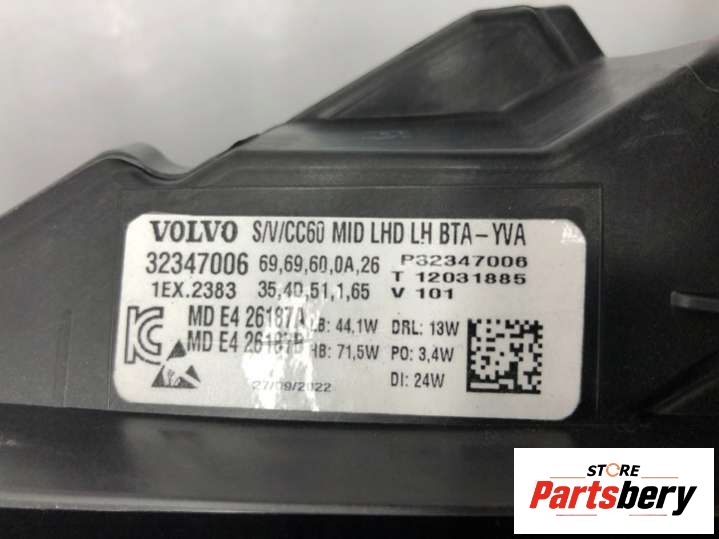 VOLVO S/V/CC60 MID LHD LH BTA-YVA
32347006 69,69,60,0A,26 P32347006
T 12031885
1EX.2383 35,4D,51,1,65 V 101
MD E4 26187A LB: 44,1W DRL: 13W
MD E4 26187B HB: 71,5W PO: 3,4W
27/09/2022 DI: 24W
STORE
Partsbery